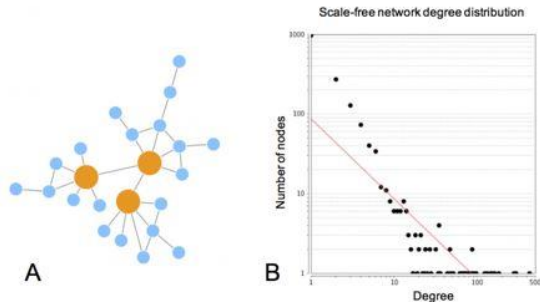 Scale-free network degree distribution
1000
100
10
1
Number of nodes
1
10
100
500
Degree
A
B